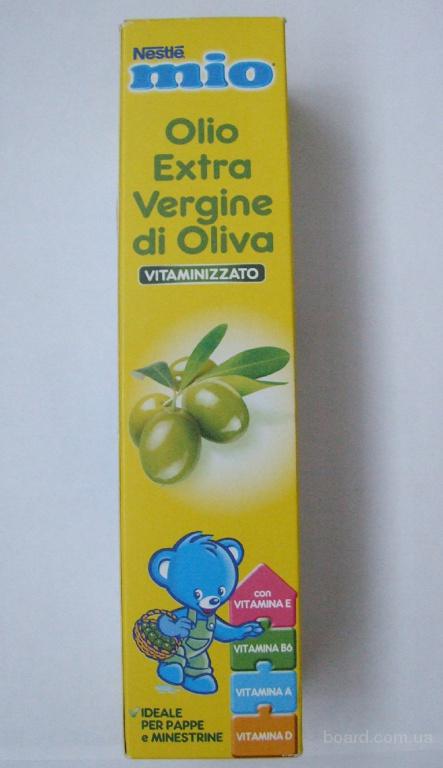 Nestlé
mio
Olio
Extra
Vergine
di Oliva
VITAMINIZZATO
con
VITAMINA E
VITAMINA B6
VITAMINA A
VITAMINA D
IDEALE
PER PAPPE
e MINESTRINE
board.com.ua